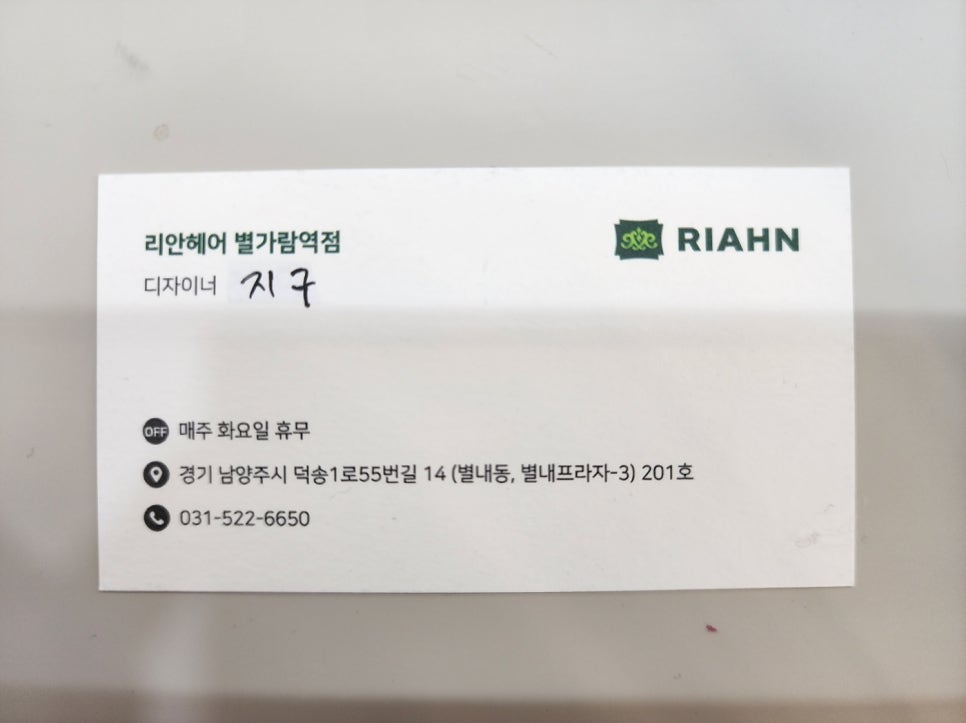 리안헤어 별가람역점
RIAHN
디자이너 지구
OFF 매주 화요일 휴무
경기 남양주시 덕송1로55번길 14 (별내동, 별내프라자-3) 201호
031-522-6650